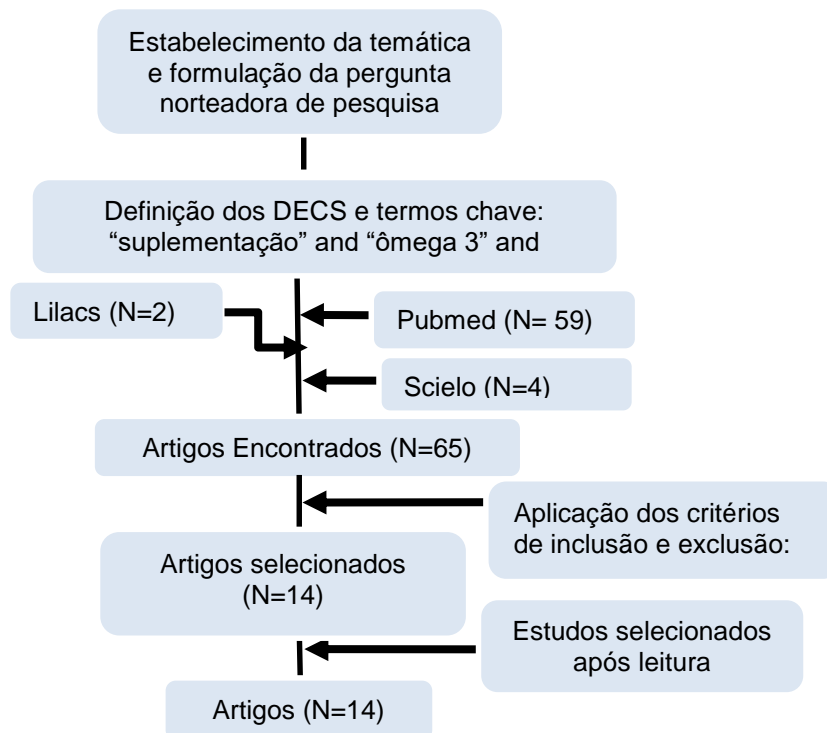 Estabelecimento da temática
e formulação da pergunta
norteadora de pesquisa
Definição dos DECS e termos chave:
“suplementação” and “ômega 3” and
Lilacs (N=2)
Pubmed (N= 59)
Scielo (N=4)
Artigos Encontrados (N=65)
Aplicação dos critérios
de inclusão e exclusão:
Artigos selecionados
(N=14)
Estudos selecionados
após leitura
Artigos (N=14)